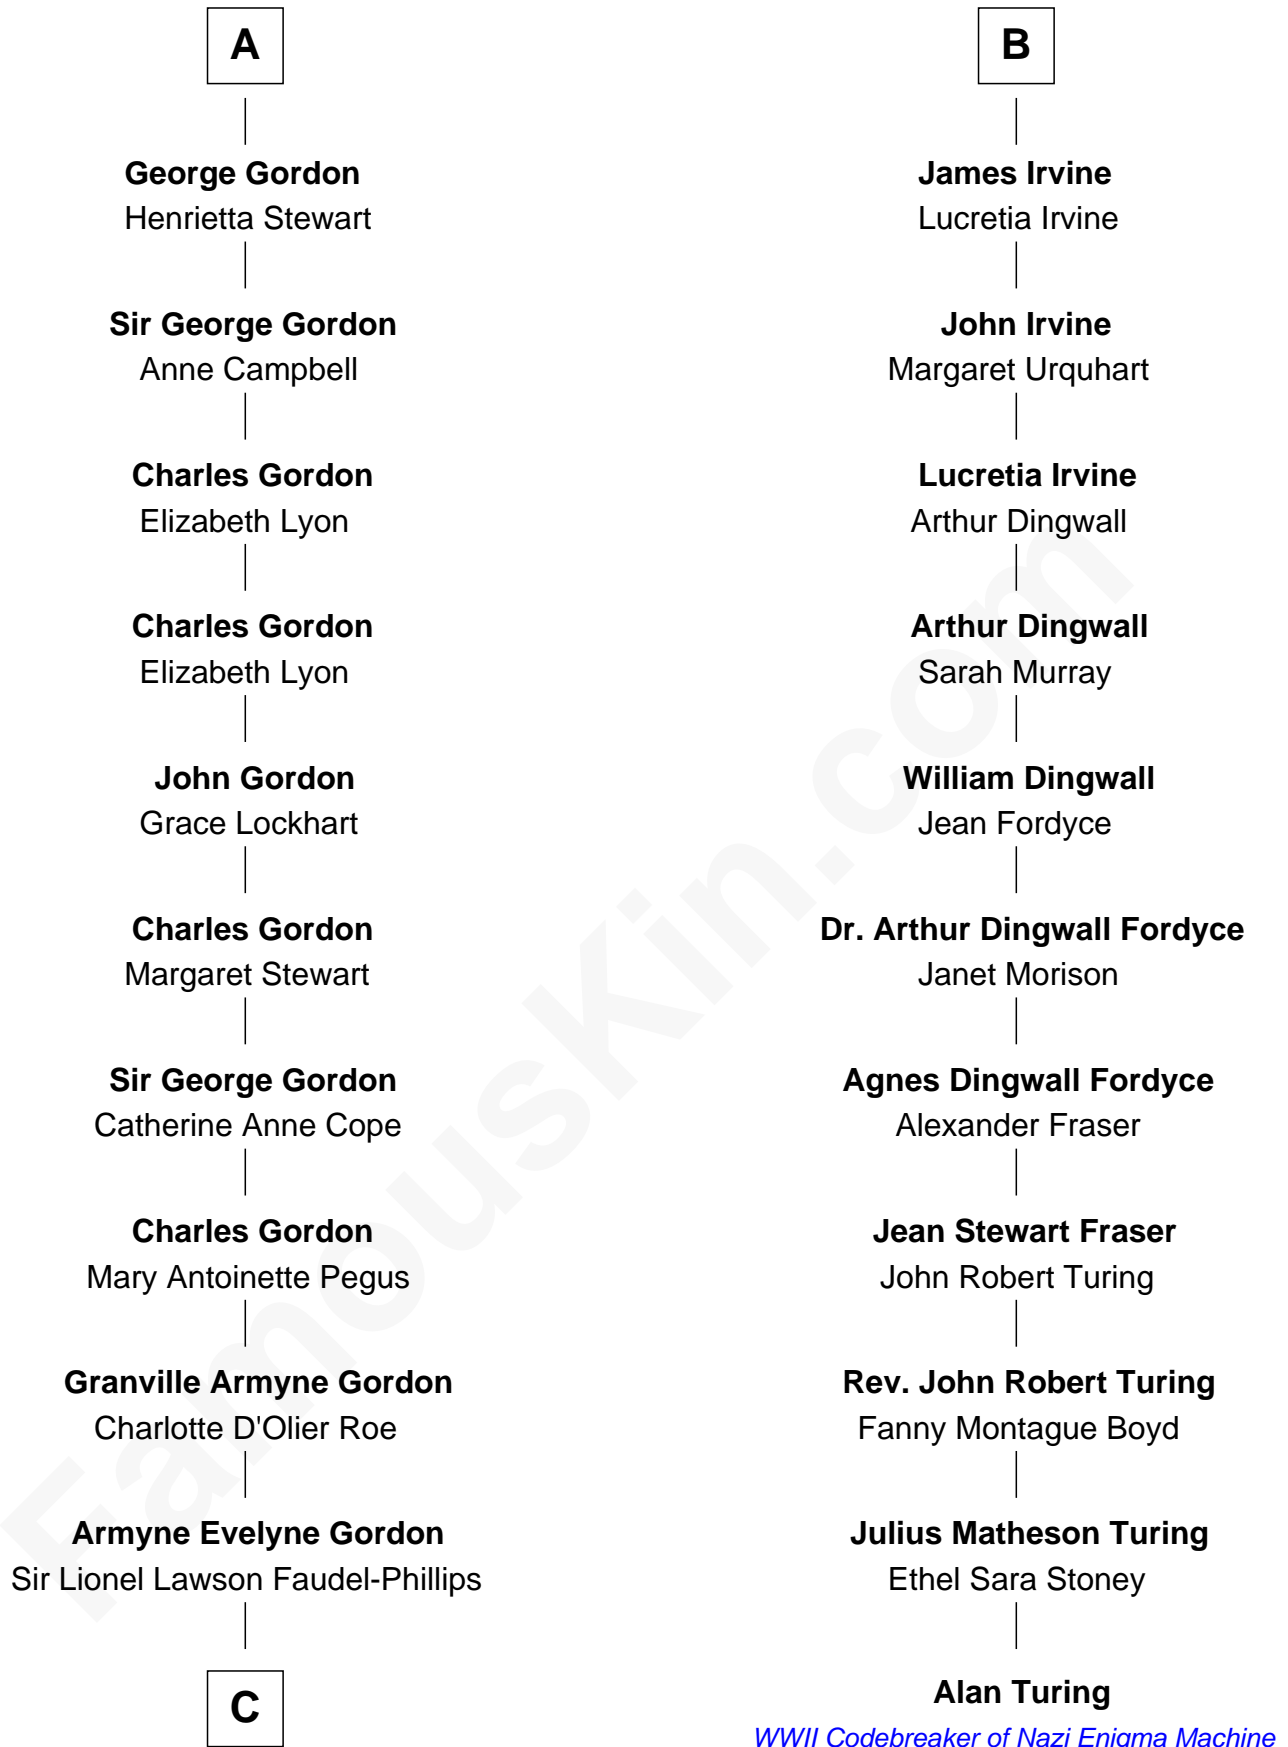 A
George Gordon
Henrietta Stewart
Sir George Gordon
Anne Campbell
Charles Gordon
Elizabeth Lyon
Charles Gordon
Elizabeth Lyon
John Gordon
Grace Lockhart
Charles Gordon
Margaret Stewart
Sir George Gordon
Catherine Anne Cope
Charles Gordon
Mary Antoinette Pegus
Granville Armyne Gordon
Charlotte D'Olier Roe
Armyne Evelyne Gordon
Sir Lionel Lawson Faudel-Phillips
C
B
James Irvine
Lucretia Irvine
John Irvine
Margaret Urquhart
Lucretia Irvine
Arthur Dingwall
Arthur Dingwall
Sarah Murray
William Dingwall
Jean Fordyce
Dr. Arthur Dingwall Fordyce
Janet Morison
Agnes Dingwall Fordyce
Alexander Fraser
Jean Stewart Fraser
John Robert Turing
Rev. John Robert Turing
Fanny Montague Boyd
Julius Matheson Turing
Ethel Sara Stoney
Alan Turing
WWII Codebreaker of Nazi Enigma Machine
FamousKin.com